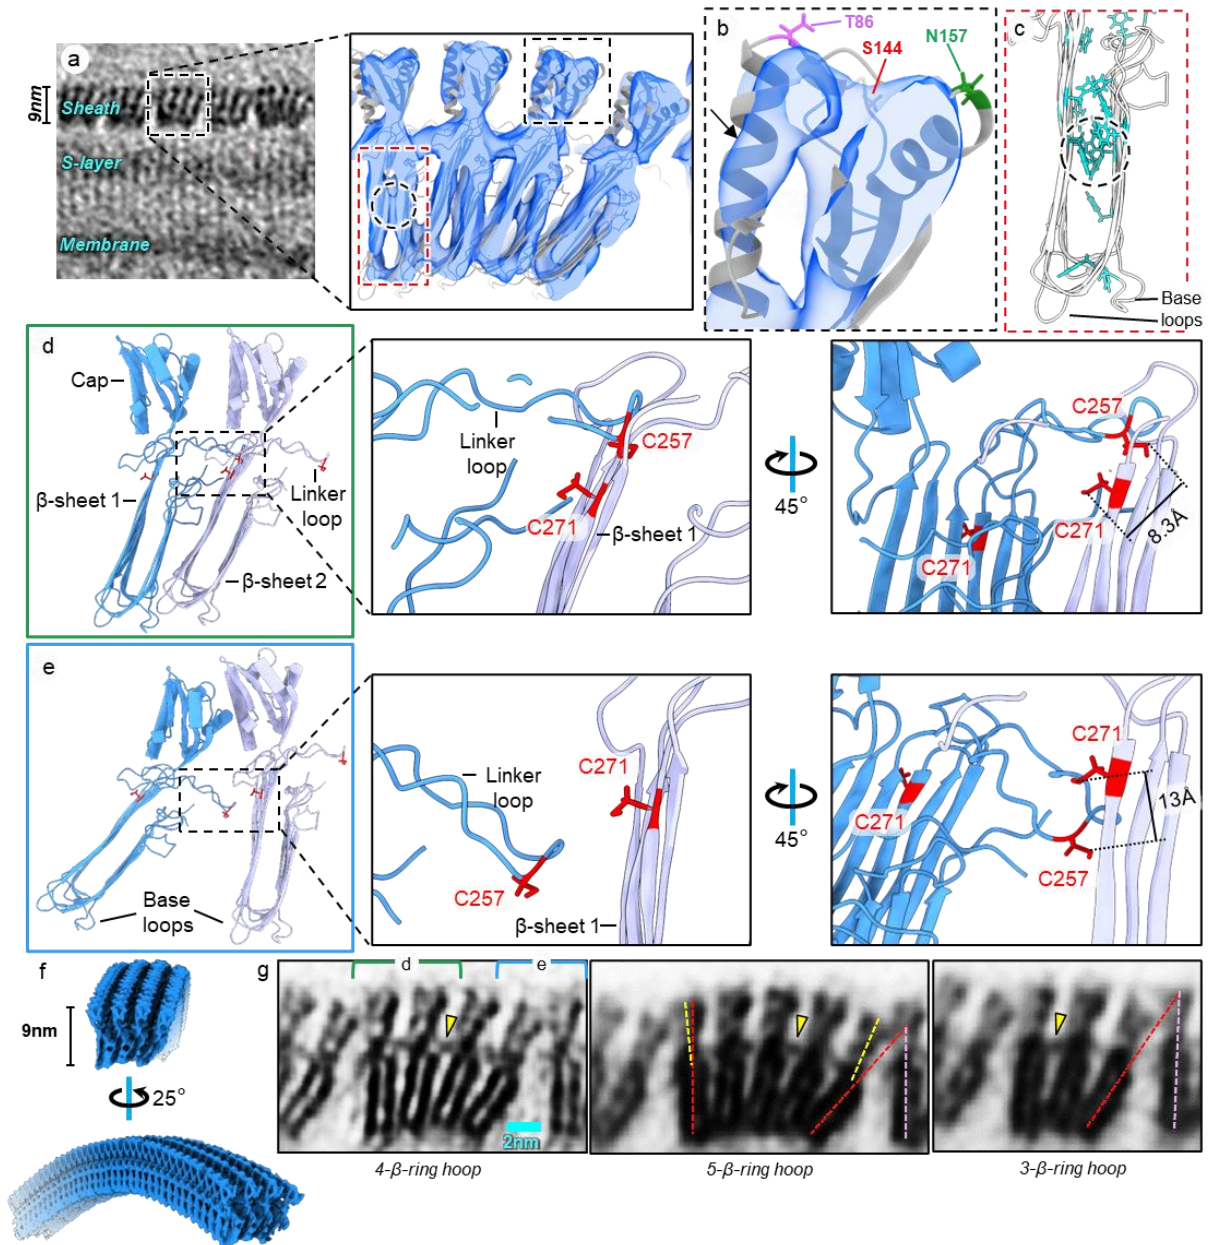 a
9nm
Sheath
S-layer
Membrane
b
T86
S144
N157
c
Base
loops
d
Cap
β-sheet 1
Linker
loop
β-sheet 2
Linker
loop
C257
C271
β-sheet 1
45°
C257
C271
C271
8.3Å
e
Base
loops
Linker
loop
C271
C257
β-sheet 1
45°
C271
C271
C257
13Å
f
9nm
25°
g
d
e
2nm
4-β-ring hoop
5-β-ring hoop
3-β-ring hoop